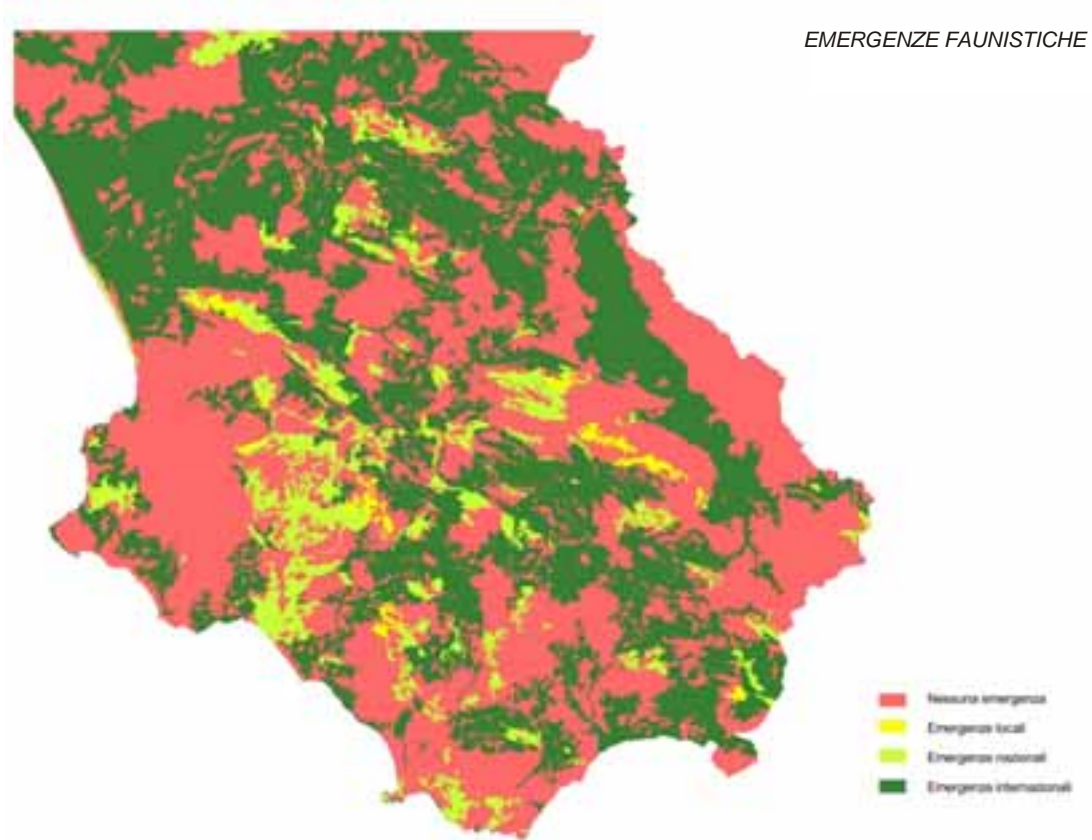 EMERGENZE FAUNISTICHE
Nessuna emergenza
Emergenze locali
Emergenze nazionali
Emergenze internazionali